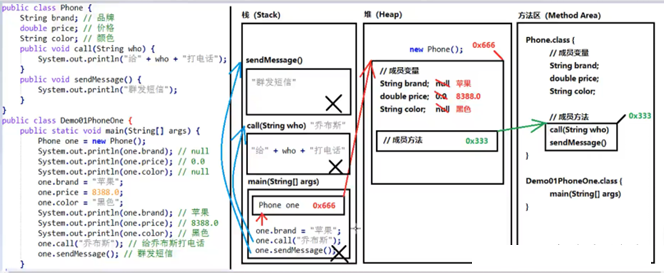 public class Phone {
String brand; // 品牌
double price; // 价格
String color; // 颜色
public void call(String who) {
System.out.println("给" + who + "打电话");
}
public void sendMessage() {
System.out.println("群发短信");
}
}
public class Demo01PhoneOne {
public static void main(String[] args) {
Phone one = new Phone();
System.out.println(one.brand); // null
System.out.println(one.price); // 0.0
System.out.println(one.color); // null
one.brand = "苹果";
one.price = 8388.0;
one.color = "黑色";
System.out.println(one.brand); // 苹果
System.out.println(one.price); // 8388.0
System.out.println(one.color); // 黑色
one.call("乔布斯"); // 给乔布斯打电话
one.sendMessage(); // 群发短信
栈 (Stack)
sendMessage()
"群发短信"
call(String who) "乔布斯"
"给" + who + "打电话"
main(String[] args)
Phone one 0x666
one.brand = "苹果";
one.call("乔布斯");
one.sendMessage();
堆 (Heap)
new Phone(); 0x666
// 成员变量
String brand; null 苹果
double price; 0.0 8388.0
String color; null 黑色
// 成员方法 0x333
方法区 (Method Area)
Phone.class {
// 成员变量
String brand;
double price;
String color;
// 成员方法 0x333
call(String who)
sendMessage()
}
Demo01PhoneOne.class {
main(String[] args)
}